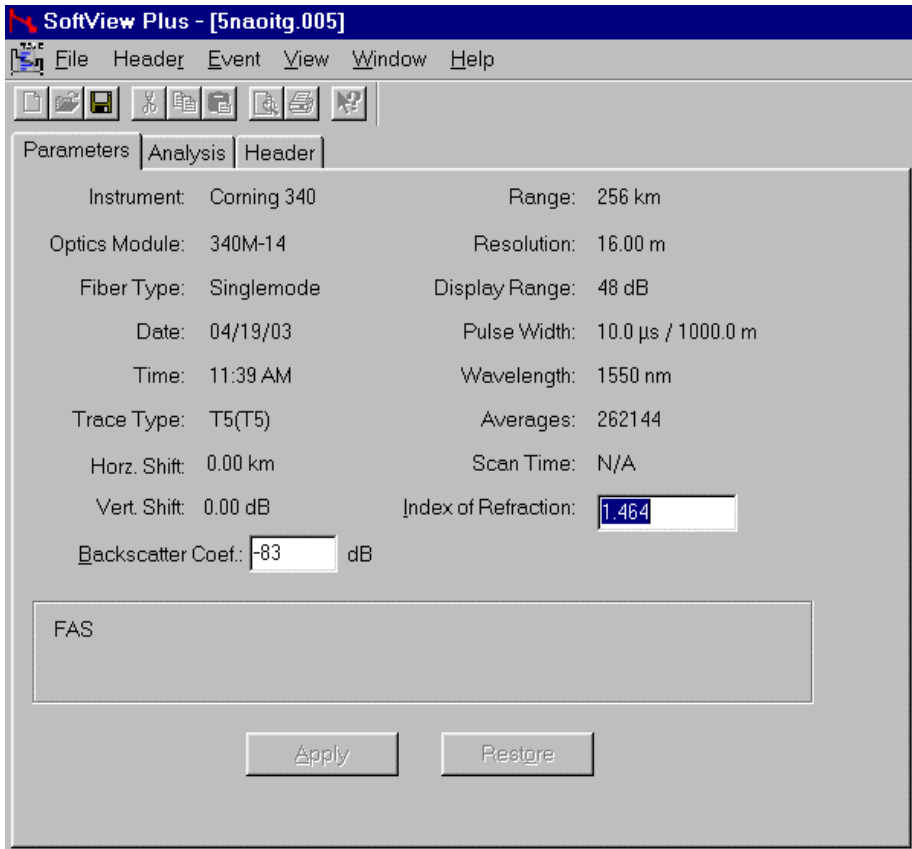 SoftView Plus - [5naoitg.005]
File Header Event View Window Help
Parameters Analysis Header
Instrument: Corning 340 Range: 256 km
Optics Module: 340M-14 Resolution: 16.00 m
Fiber Type: Singlemode Display Range: 48 dB
Date: 04/19/03 Pulse Width: 10.0 µs / 1000.0 m
Time: 11:39 AM Wavelength: 1550 nm
Trace Type: T5(T5) Averages: 262144
Horz. Shift: 0.00 km Scan Time: N/A
Vert. Shift: 0.00 dB Index of Refraction: 1.464
Backscatter Coef.: -83 dB
FAS
Apply Restore